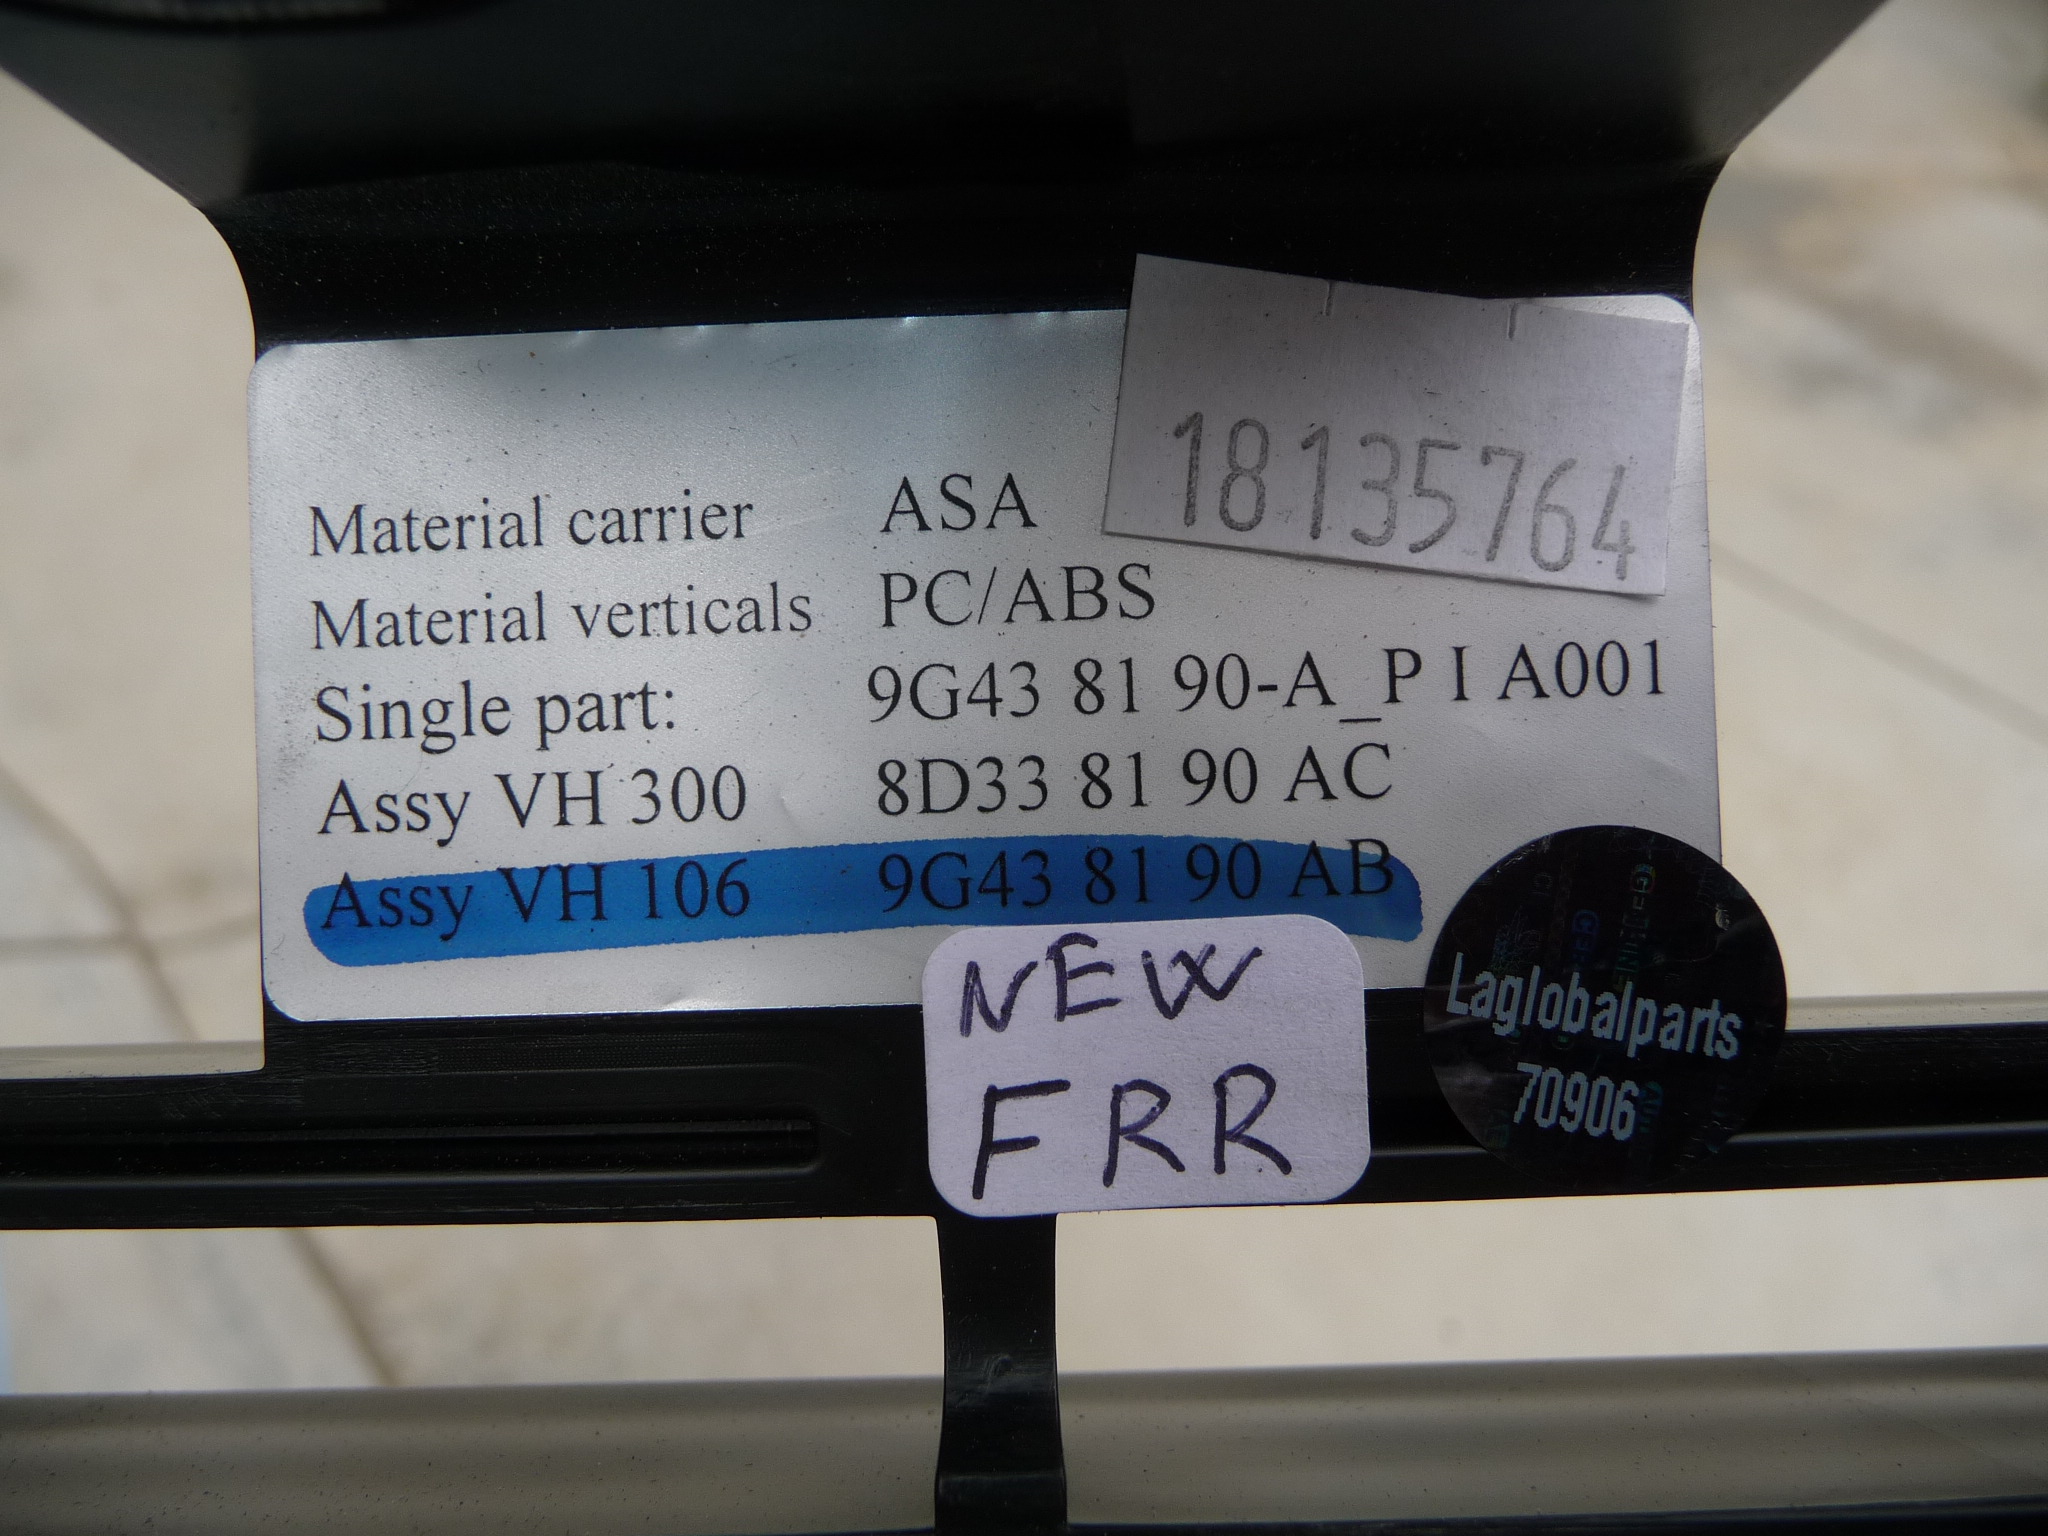 18135764
Material carrier ASA
Material verticals PC/ABS
Single part: 9G43 81 90-A_P I A001
Assy VH 300 8D33 81 90 AC
Assy VH 106 9G43 81 90 AB
NEW
FRR
Laglobalparts
70906